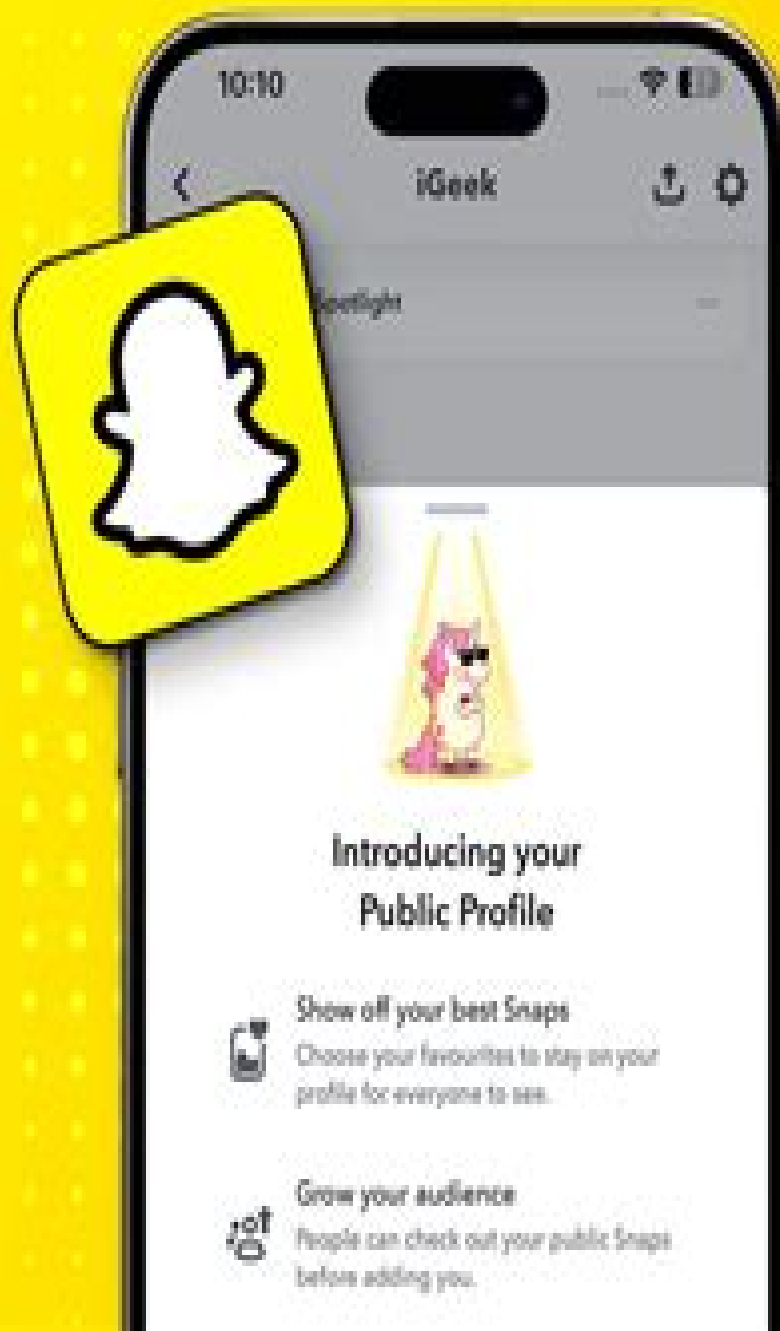 10:10
iGeek
Spotlight
Introducing your
Public Profile
Show off your best Snaps
Choose your favourites to stay on your
profile for everyone to see.
Grow your audience
People can check out your public Snaps
before adding you.